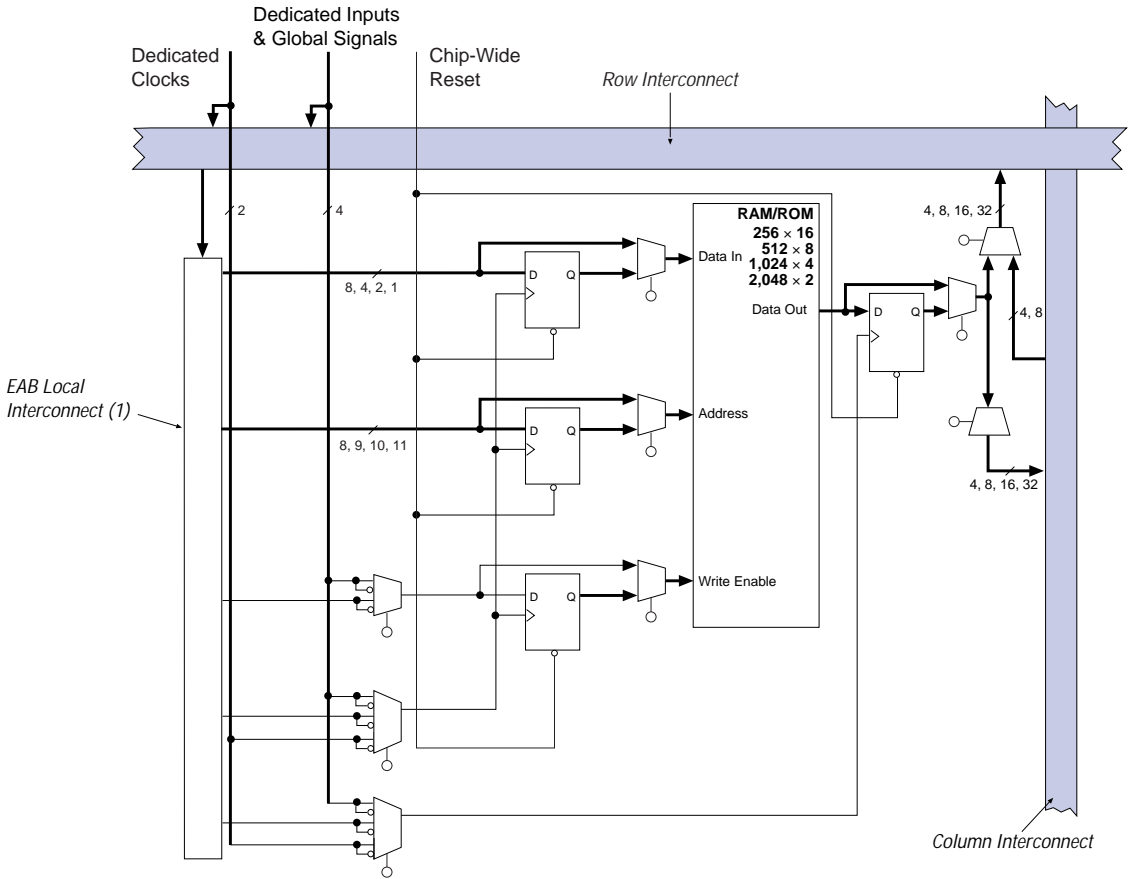 Dedicated Inputs
& Global Signals
Dedicated
Clocks
Chip-Wide
Reset
Row Interconnect
2
4
4, 8, 16, 32
RAM/ROM
256 × 16
512 × 8
1,024 × 4
2,048 × 2
Data In
D
Q
8, 4, 2, 1
Data Out
D
Q
4, 8
EAB Local
Interconnect (1)
Address
D
Q
8, 9, 10, 11
4, 8, 16, 32
Write Enable
D
Q
Column Interconnect